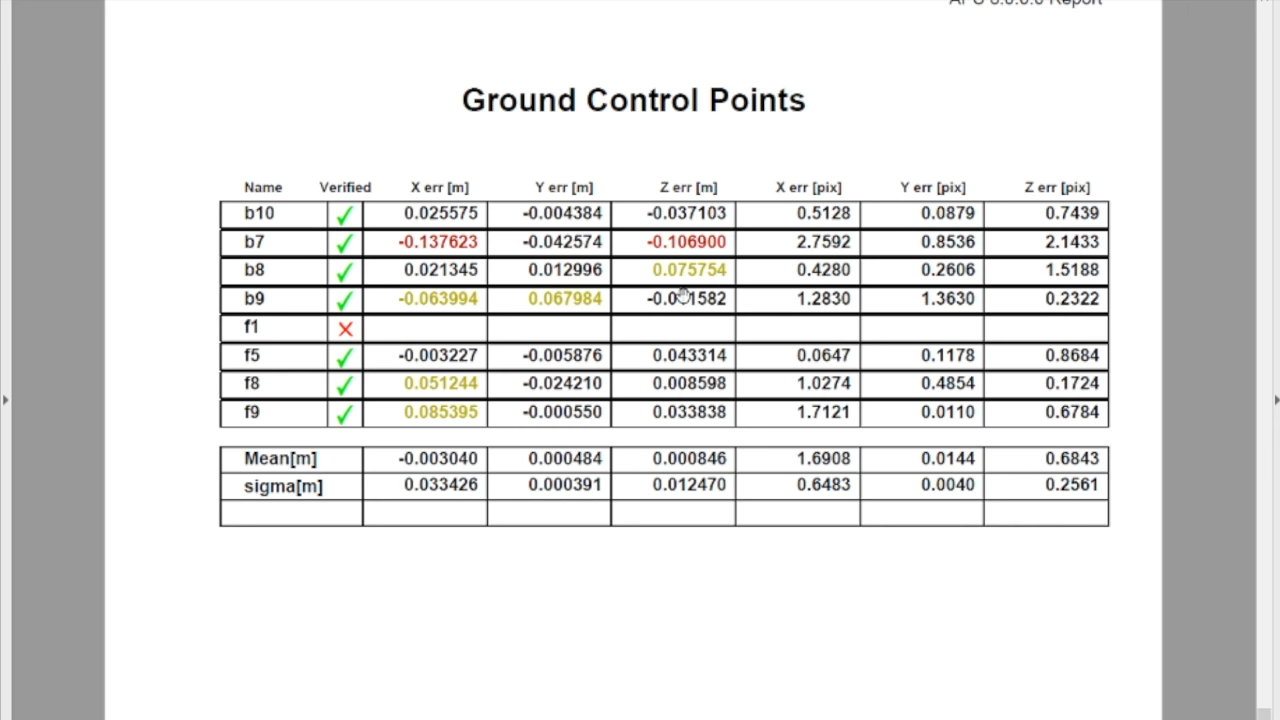 Ground Control Points
Name Verified X err [m] Y err [m] Z err [m] X err [pix] Y err [pix] Z err [pix]
b10 0.025575 -0.004384 -0.037103 0.5128 0.0879 0.7439
b7 -0.137623 -0.042574 -0.106900 2.7592 0.8536 2.1433
b8 0.021345 0.012996 0.075754 0.4280 0.2606 1.5188
b9 -0.063994 0.067984 1.2830 1.3630 0.2322
f1
f5 -0.003227 -0.005876 0.043314 0.0647 0.1178 0.8684
f8 0.051244 -0.024210 0.008598 1.0274 0.4854 0.1724
f9 0.085395 -0.000550 0.033838 1.7121 0.0110 0.6784
Mean[m] -0.003040 0.000484 0.000846 1.6908 0.0144 0.6843
sigma[m] 0.033426 0.000391 0.012470 0.6483 0.0040 0.2561